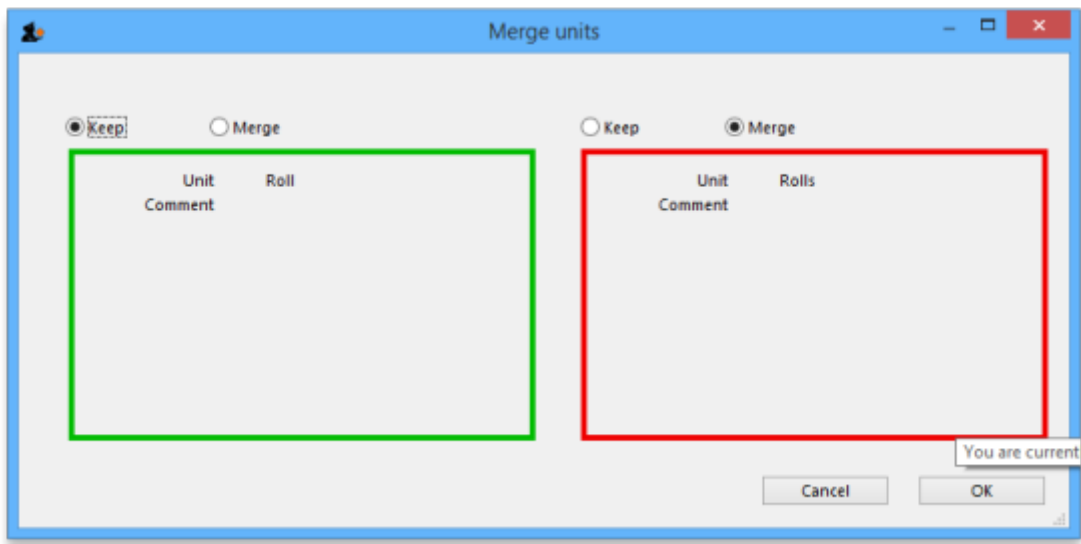 Merge units
Keep Merge Keep Merge
Unit Roll Unit Rolls
Comment Comment
You are current
Cancel OK